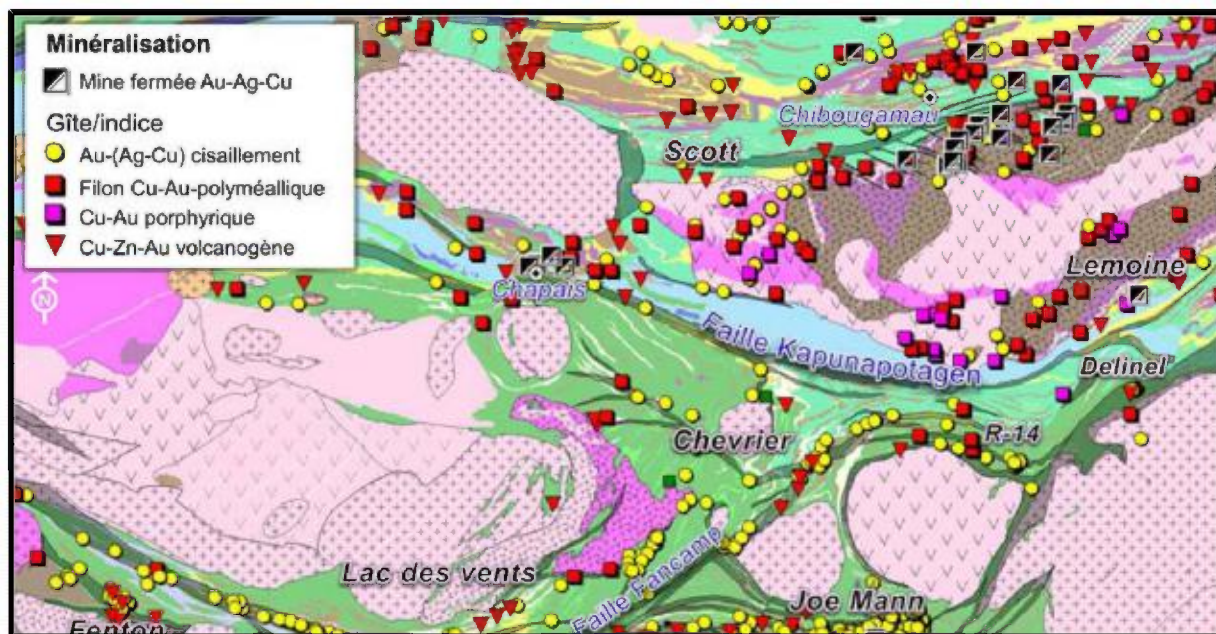 Minéralisation
Mine fermée Au-Ag-Cu
Gîte/indice
Au-(Ag-Cu) cisaillement
Filon Cu-Au-polyméallique
Cu-Au porphyrique
Cu-Zn-Au volcanogène
N
Chibougamau
Scott
Lemoine
Chapais
Faille Kapunapotagen
Delinel
Chevrier
R-14
Lac des vents
Faille Fancamp
Joe Mann
Fenton